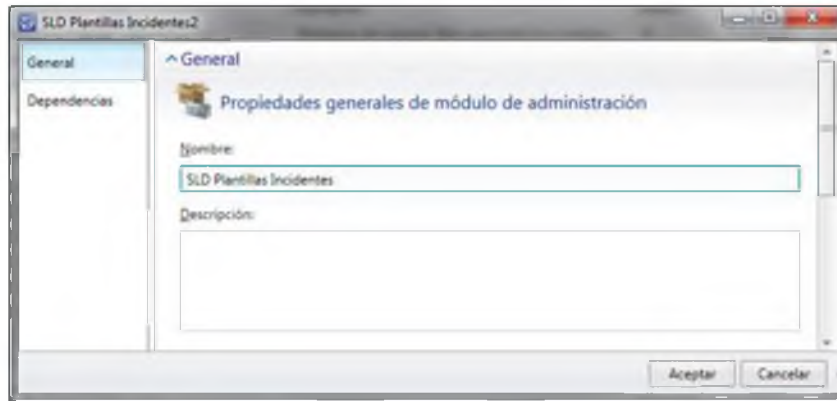 SLD Plantillas Incidentes2
General
Dependencias
General
Propiedades generales de módulo de administración
Nombre:
SLD Plantillas Incidentes
Descripción:
Aceptar
Cancelar